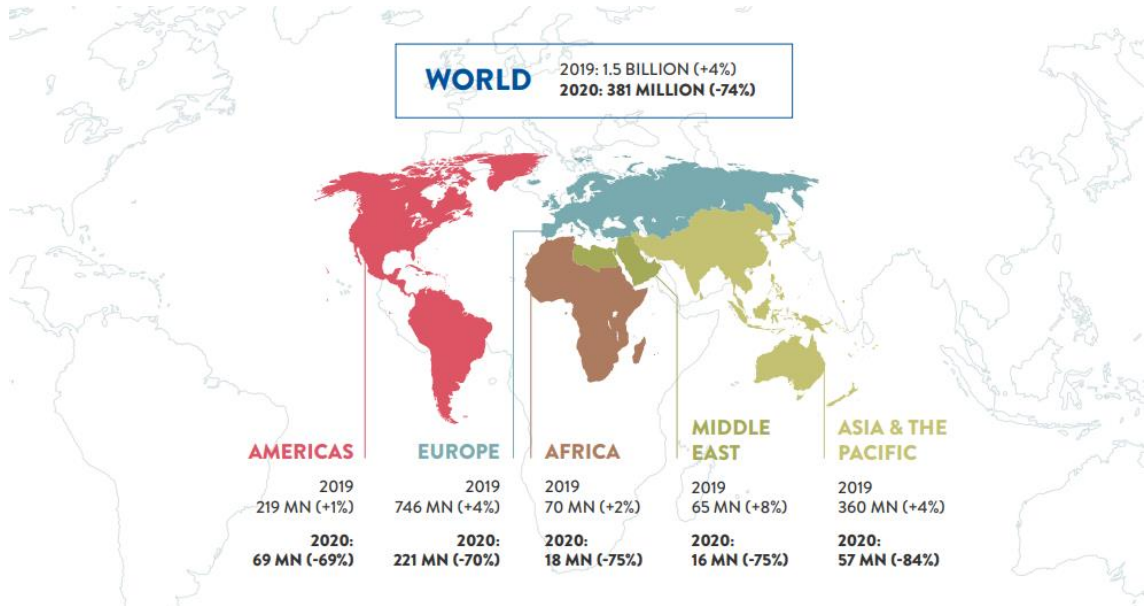 WORLD
2019: 1.5 BILLION (+4%)
2020: 381 MILLION (-74%)
AMERICAS
2019
219 MN (+1%)
2020:
69 MN (-69%)
EUROPE
2019
746 MN (+4%)
2020:
221 MN (-70%)
AFRICA
2019
70 MN (+2%)
2020:
18 MN (-75%)
MIDDLE
EAST
2019
65 MN (+8%)
2020:
16 MN (-75%)
ASIA & THE
PACIFIC
2019
360 MN (+4%)
2020:
57 MN (-84%)